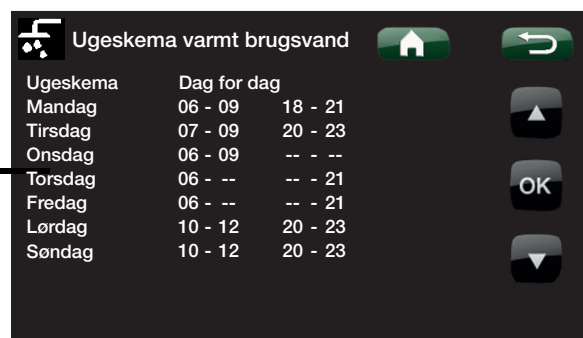 Ugeskema varmt brugsvand
Ugeskema Dag for dag
Mandag 06 - 09 18 - 21
Tirsdag 07 - 09 20 - 23
Onsdag 06 - 09 -- - --
Torsdag 06 - -- -- - 21
Fredag 06 - -- -- - 21
Lørdag 10 - 12 20 - 23
Søndag 10 - 12 20 - 23
OK